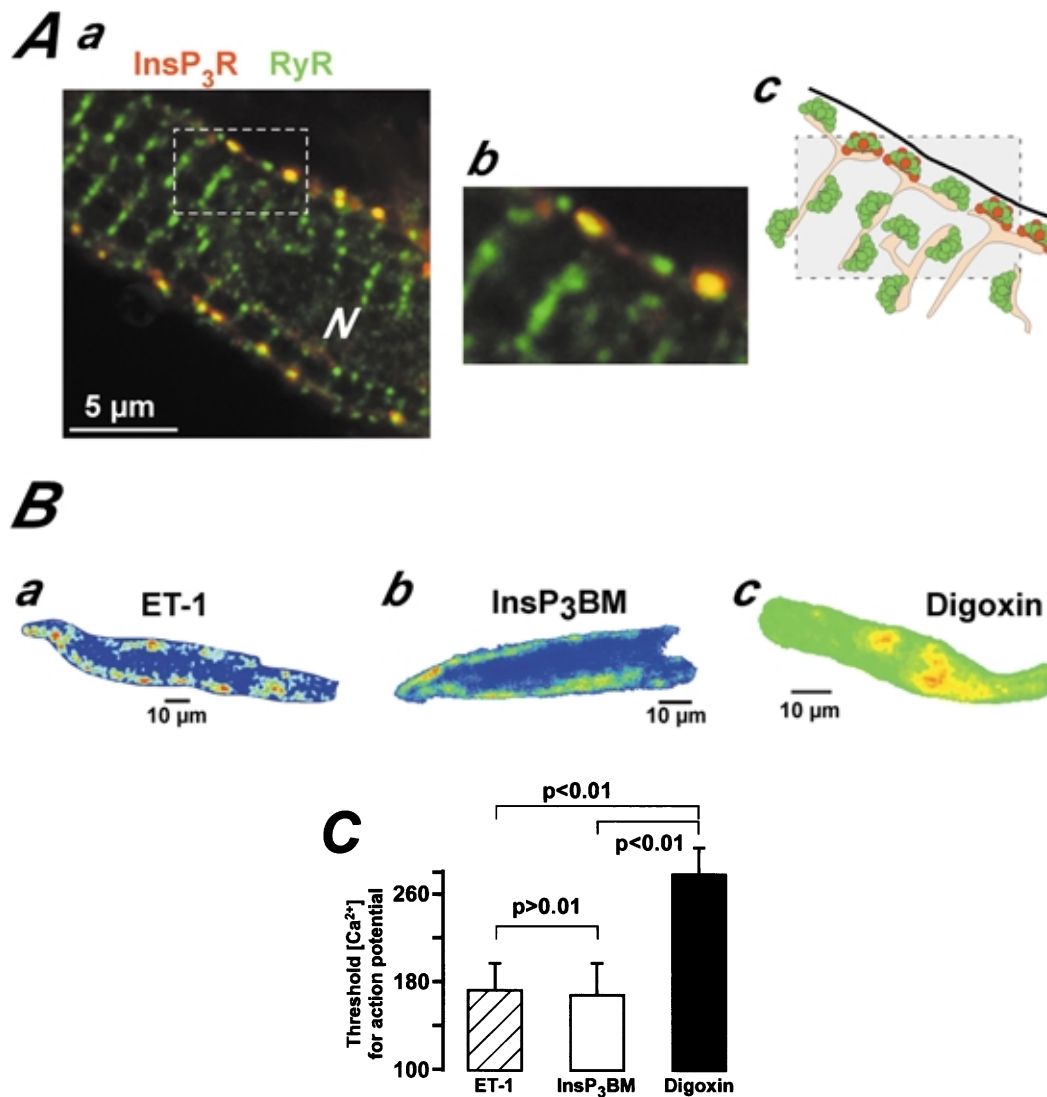 A a
InsP3R RyR
N
5 µm
b
c
B
a
ET-1
10 µm
b
InsP3BM
10 µm
c
Digoxin
10 µm
C
p<0.01
p<0.01
p>0.01
Threshold [Ca²⁺]
for action potential
260
180
100
ET-1 InsP3BM Digoxin